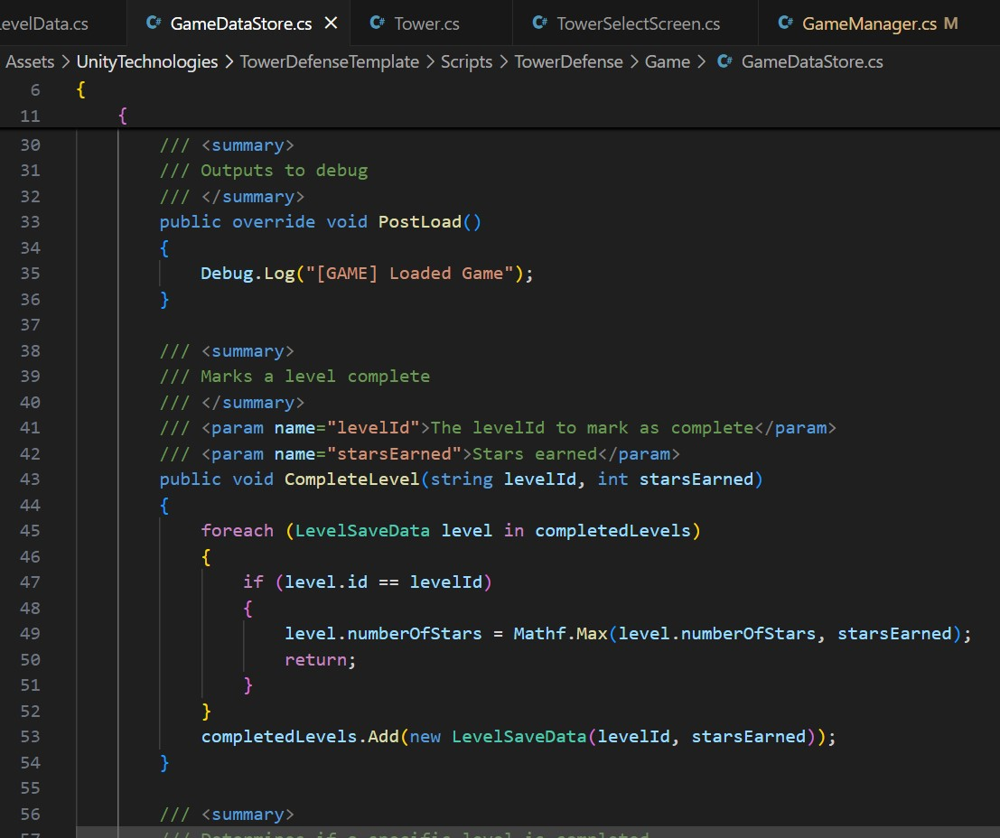 evelData.cs
C# GameDataStore.cs
C# Tower.cs
C# TowerSelectScreen.cs
C# GameManager.cs M
Assets > UnityTechnologies > TowerDefenseTemplate > Scripts > TowerDefense > Game > C# GameDataStore.cs
6 {
11 {
30 /// <summary>
31 /// Outputs to debug
32 /// </summary>
33 public override void PostLoad()
34 {
35 Debug.Log("[GAME] Loaded Game");
36 }
37
38 /// <summary>
39 /// Marks a level complete
40 /// </summary>
41 /// <param name="levelId">The levelId to mark as complete</param>
42 /// <param name="starsEarned">Stars earned</param>
43 public void CompleteLevel(string levelId, int starsEarned)
44 {
45 foreach (LevelSaveData level in completedLevels)
46 {
47 if (level.id == levelId)
48 {
49 level.numberOfStars = Mathf.Max(level.numberOfStars, starsEarned);
50 return;
51 }
52 }
53 completedLevels.Add(new LevelSaveData(levelId, starsEarned));
54 }
55
56 /// <summary>
57 /// Determines if a specific level is completed